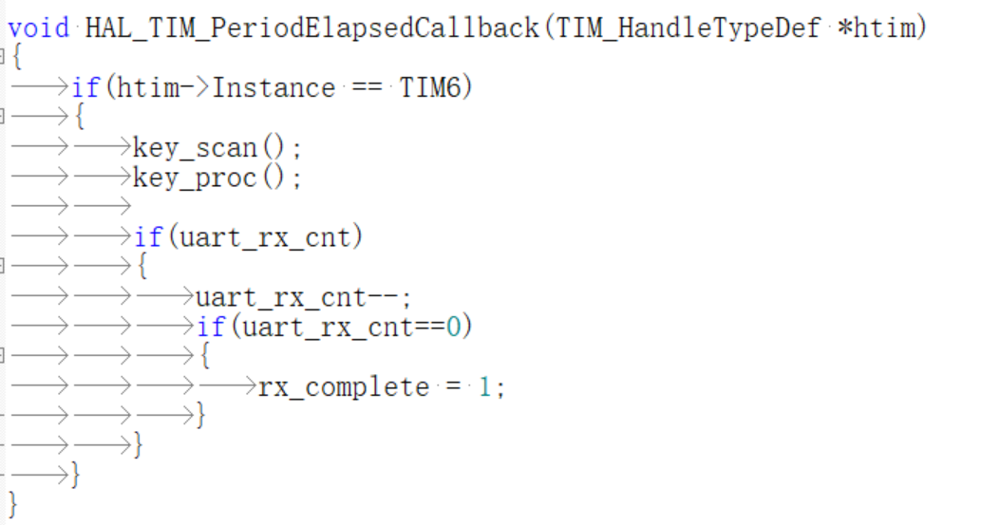 void HAL_TIM_PeriodElapsedCallback(TIM_HandleTypeDef *htim)
{
if(htim->Instance == TIM6)
{
key_scan();
key_proc();
if(uart_rx_cnt)
{
uart_rx_cnt--;
if(uart_rx_cnt==0)
{
rx_complete = 1;
}
}
}
}